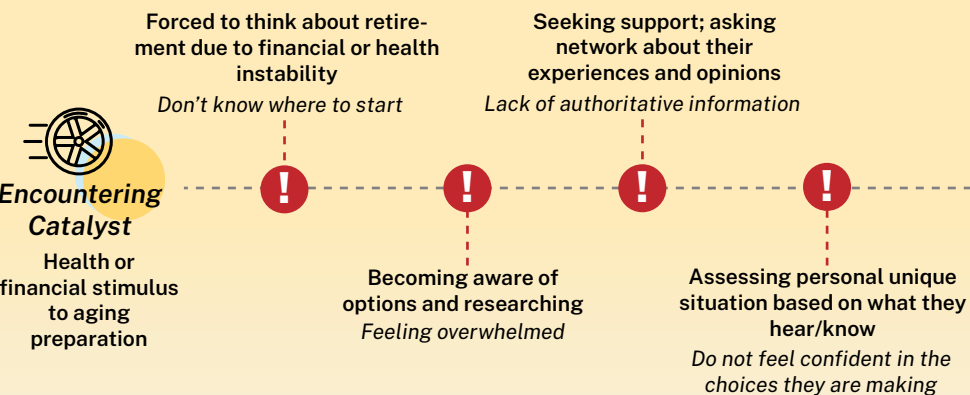 Forced to think about retire-
ment due to financial or health
instability
Don't know where to start
Seeking support; asking
network about their
experiences and opinions
Lack of authoritative information
Encountering
Catalyst
Health or
financial stimulus
to aging
preparation
!
!
!
!
Becoming aware of
options and researching
Feeling overwhelmed
Assessing personal unique
situation based on what they
hear/know
Do not feel confident in the
choices they are making